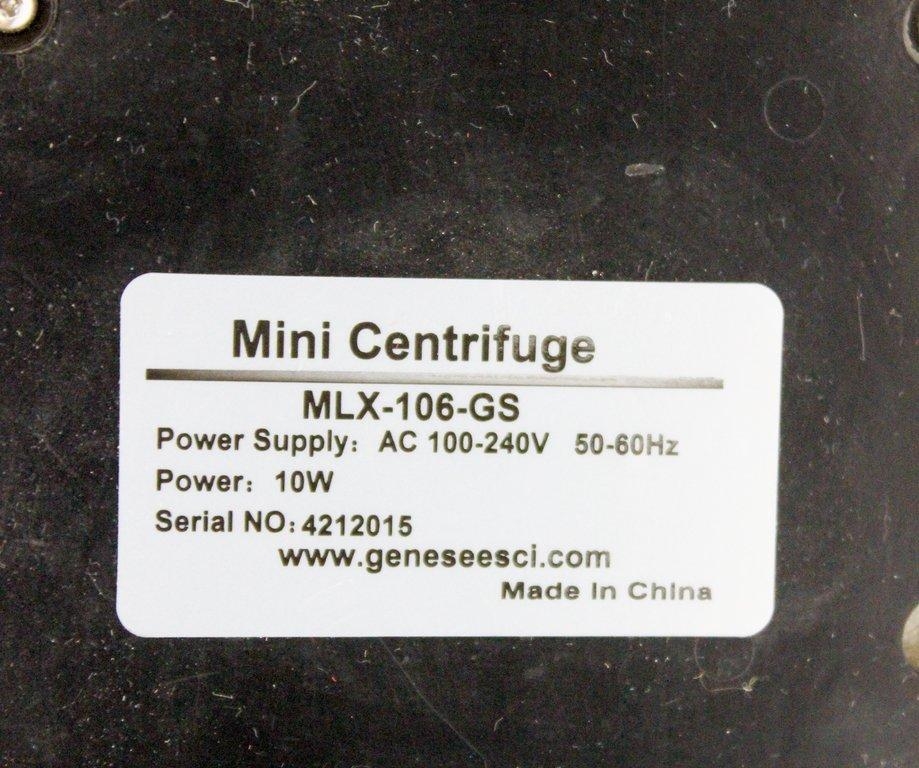 Mini Centrifuge
MLX-106-GS
Power Supply: AC 100-240V 50-60Hz
Power: 10W
Serial NO: 4212015
www.geneseesci.com
Made In China